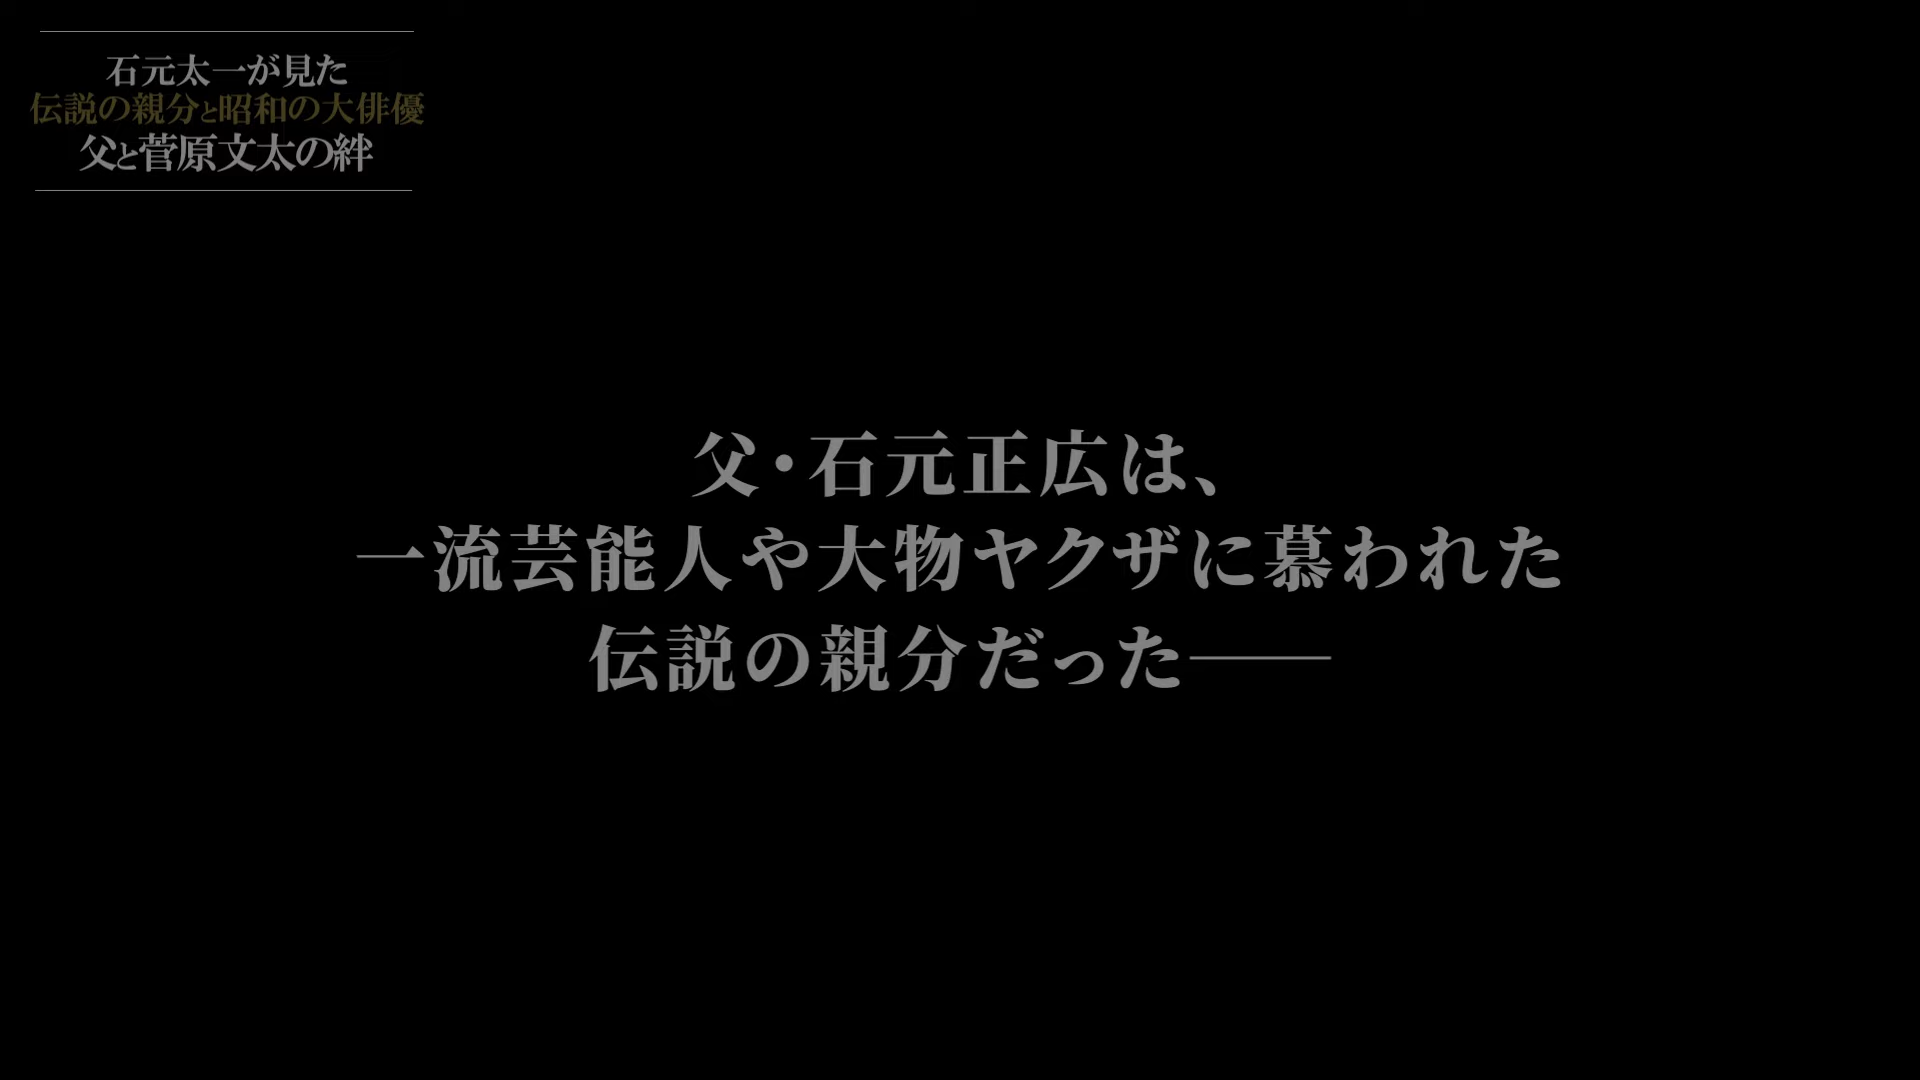 石元太一が見た
伝説の親分と昭和の大俳優
父と菅原文太の絆
父・石元正広は、
一流芸能人や大物ヤクザに慕われた
伝説の親分だった――